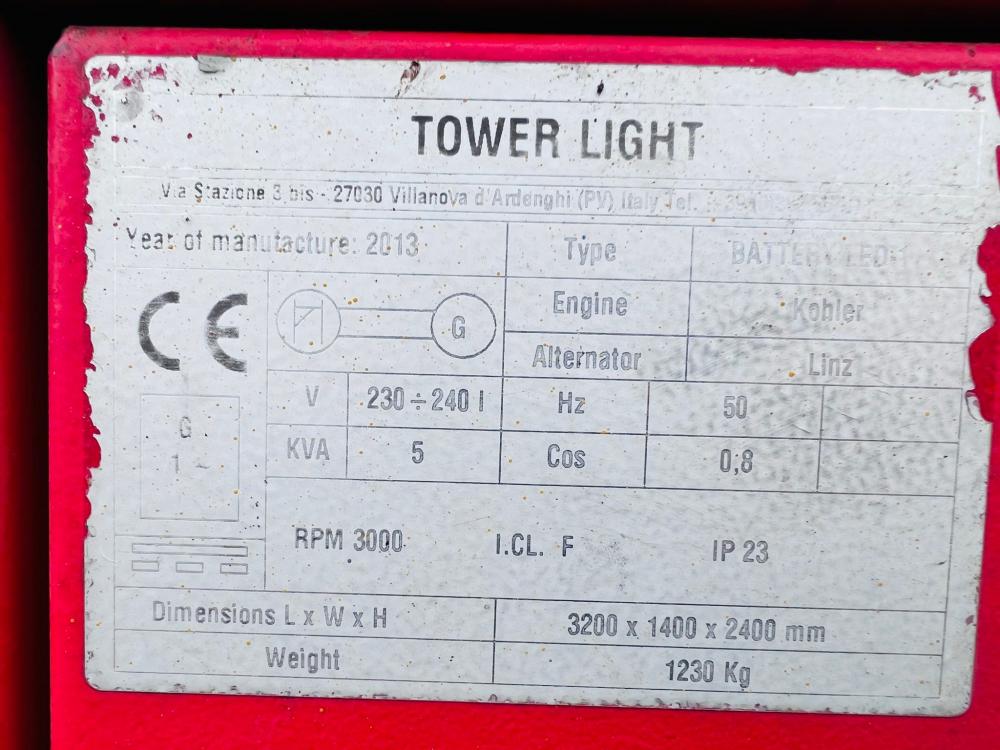 TOWER LIGHT
Via Stazione 3 bis - 27030 Villanova d'Ardenghi (PV) Italy Tel.
Year of manufacture: 2013
Type BATTERY LED
CE
G
Engine Kohler
Alternator Linz
V 230 ÷ 240 I Hz 50
G
1 ~
KVA 5 Cos 0,8
RPM 3000 I.CL. F IP 23
Dimensions L x W x H 3200 x 1400 x 2400 mm
Weight 1230 Kg